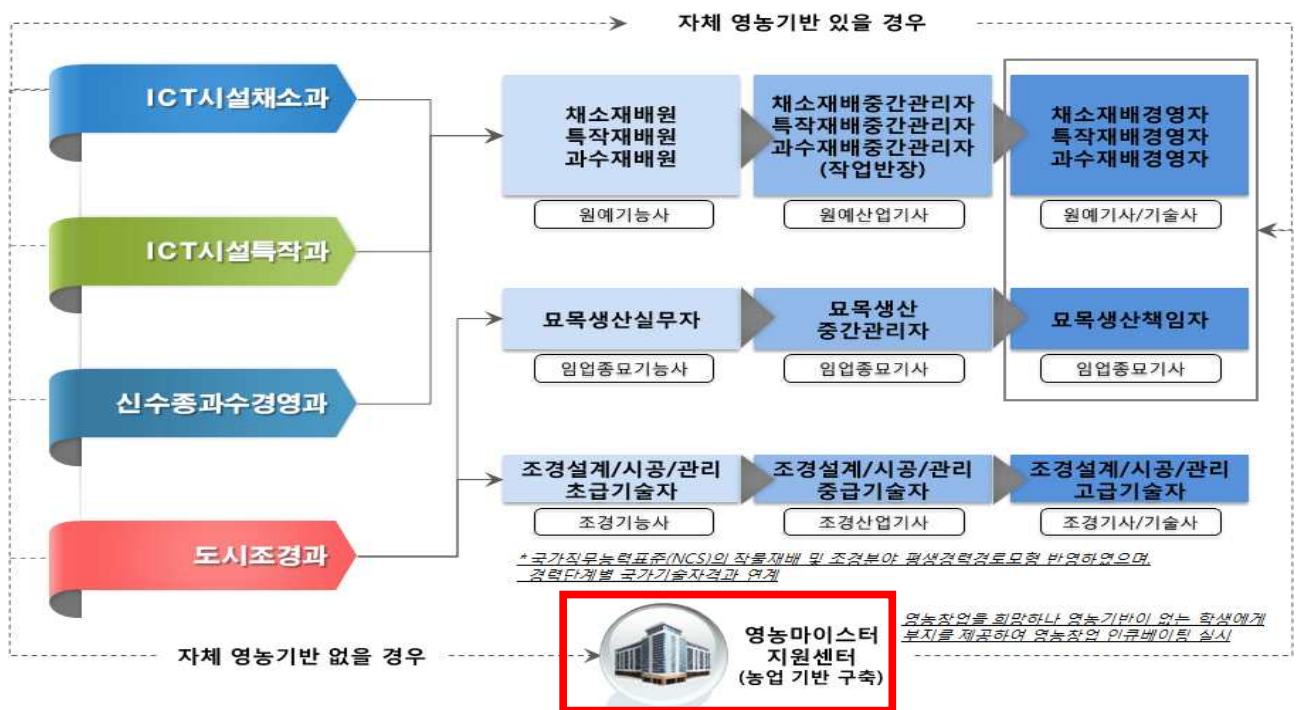 자체 영농기반 있을 경우
ICT시설채소과
ICT시설특작과
신수종과수경영과
도시조경과
채소재배원
특작재배원
과수재배원
원예기능사
채소재배중간관리자
특작재배중간관리자
과수재배중간관리자
(작업반장)
원예산업기사
채소재배경영자
특작재배경영자
과수재배경영자
원예기사/기술사
묘목생산실무자
임업종묘기능사
묘목생산
중간관리자
임업종묘기사
묘목생산책임자
임업종묘기사
조경설계/시공/관리
초급기술자
조경기능사
조경설계/시공/관리
중급기술자
조경산업기사
조경설계/시공/관리
고급기술자
조경기사/기술사
*국가직무능력표준(NCS)의 작물재배 및 조경분야 평생경력경로모형 반영하였으며,
경력단계별 국가기술자격과 연계
자체 영농기반 없을 경우
영농마이스터
지원센터
(농업 기반 구축)
영농창업을 희망하나 영농기반이 없는 학생에게
부지를 제공하여 영농창업 인큐베이팅 실시